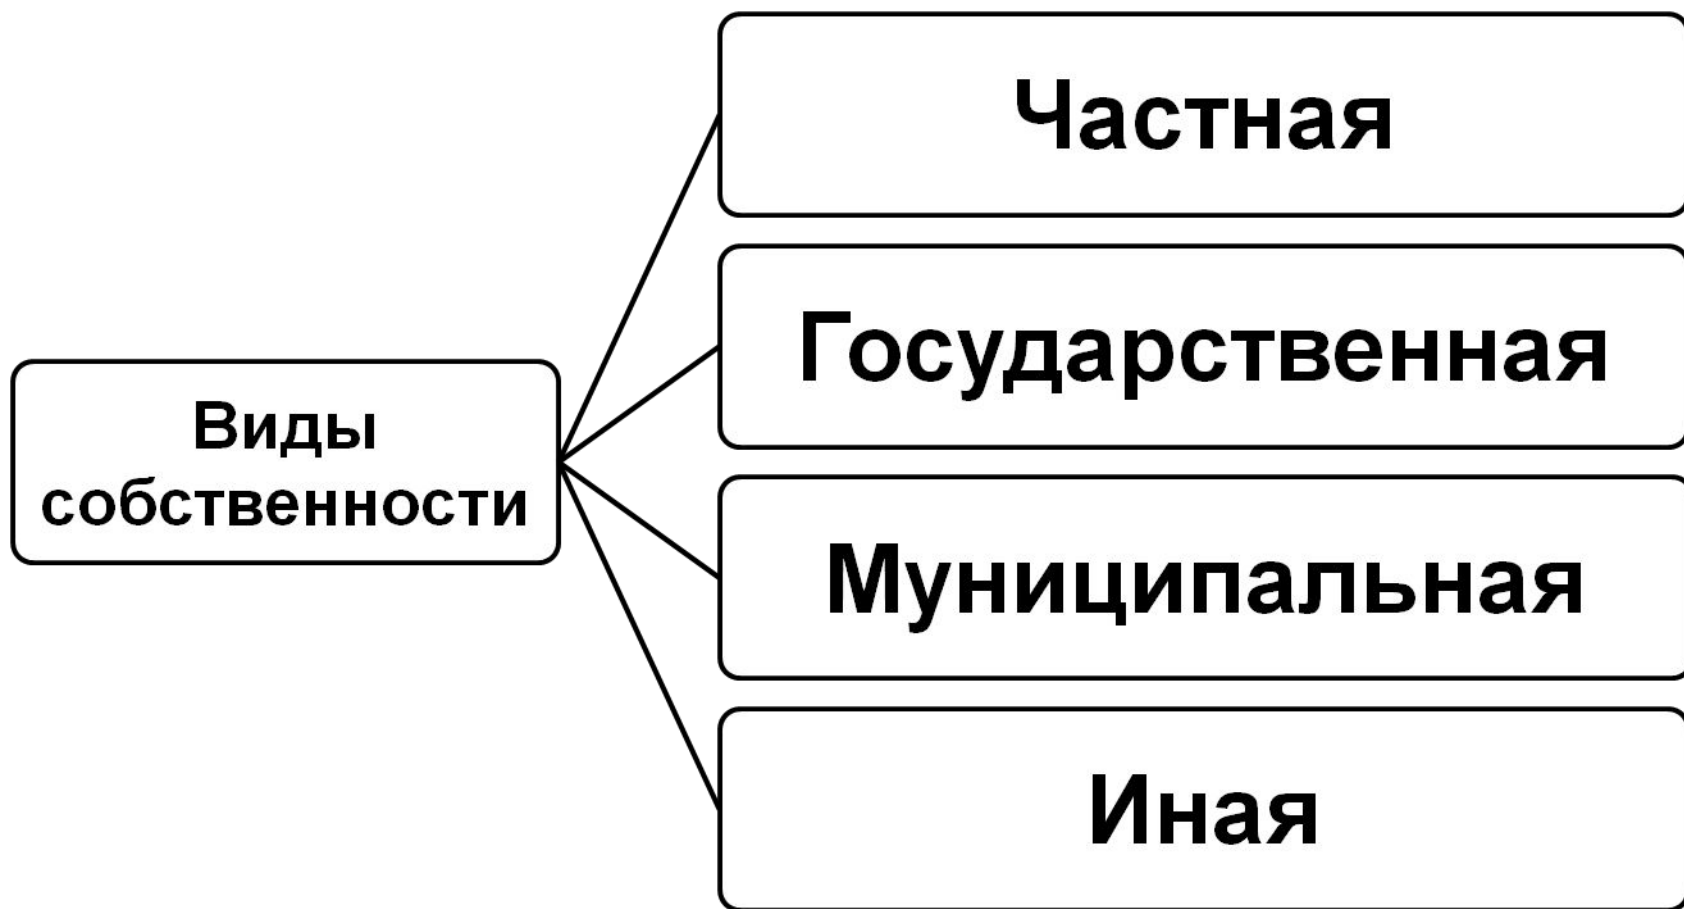 Виды
собственности
Частная
Государственная
Муниципальная
Иная